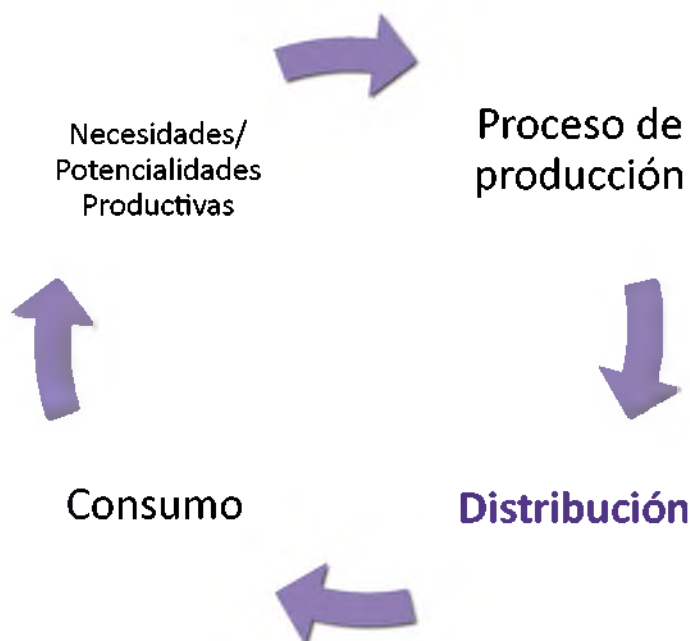 Necesidades/
Potencialidades
Productivas
Proceso de
producción
Consumo
Distribución